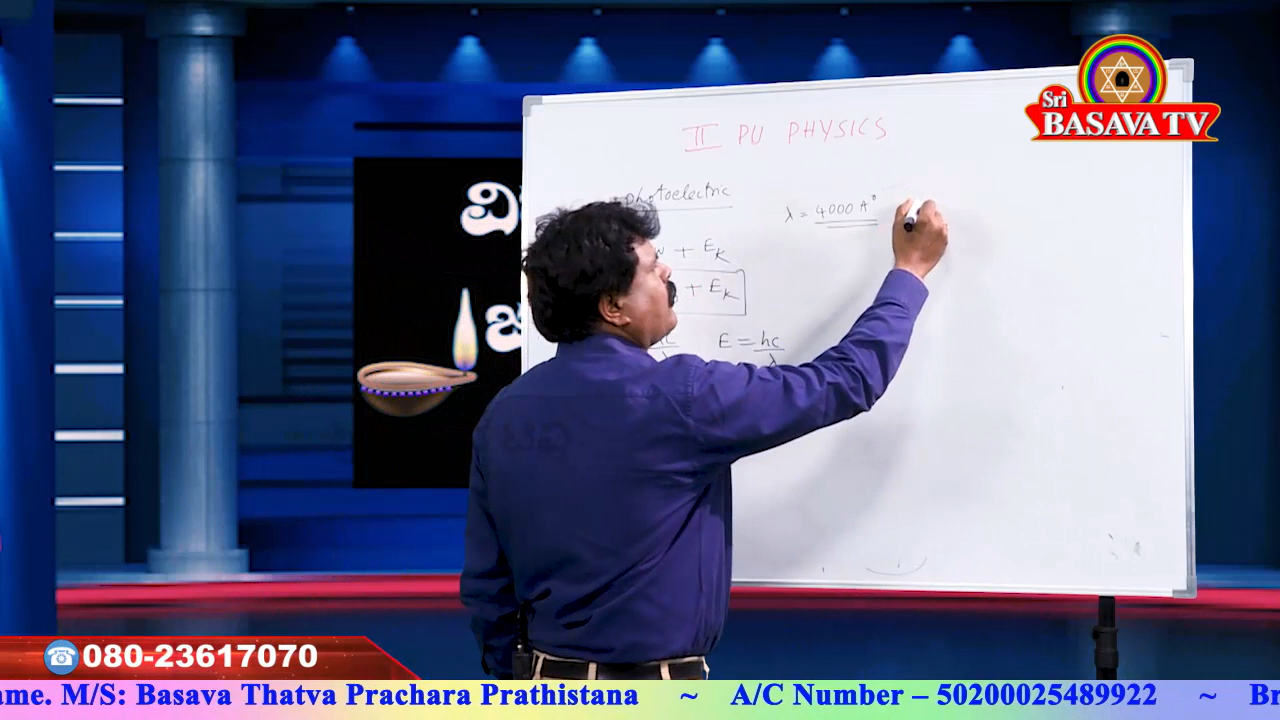 Sri
BASAVA TV
II PU PHYSICS
photoelectric
λ = 4000 A°
+ EK
+ EK
E = hc
λ
080-23617070
ame. M/S: Basava Thatva Prachara Prathistana ~ A/C Number – 50200025489922 ~ Br